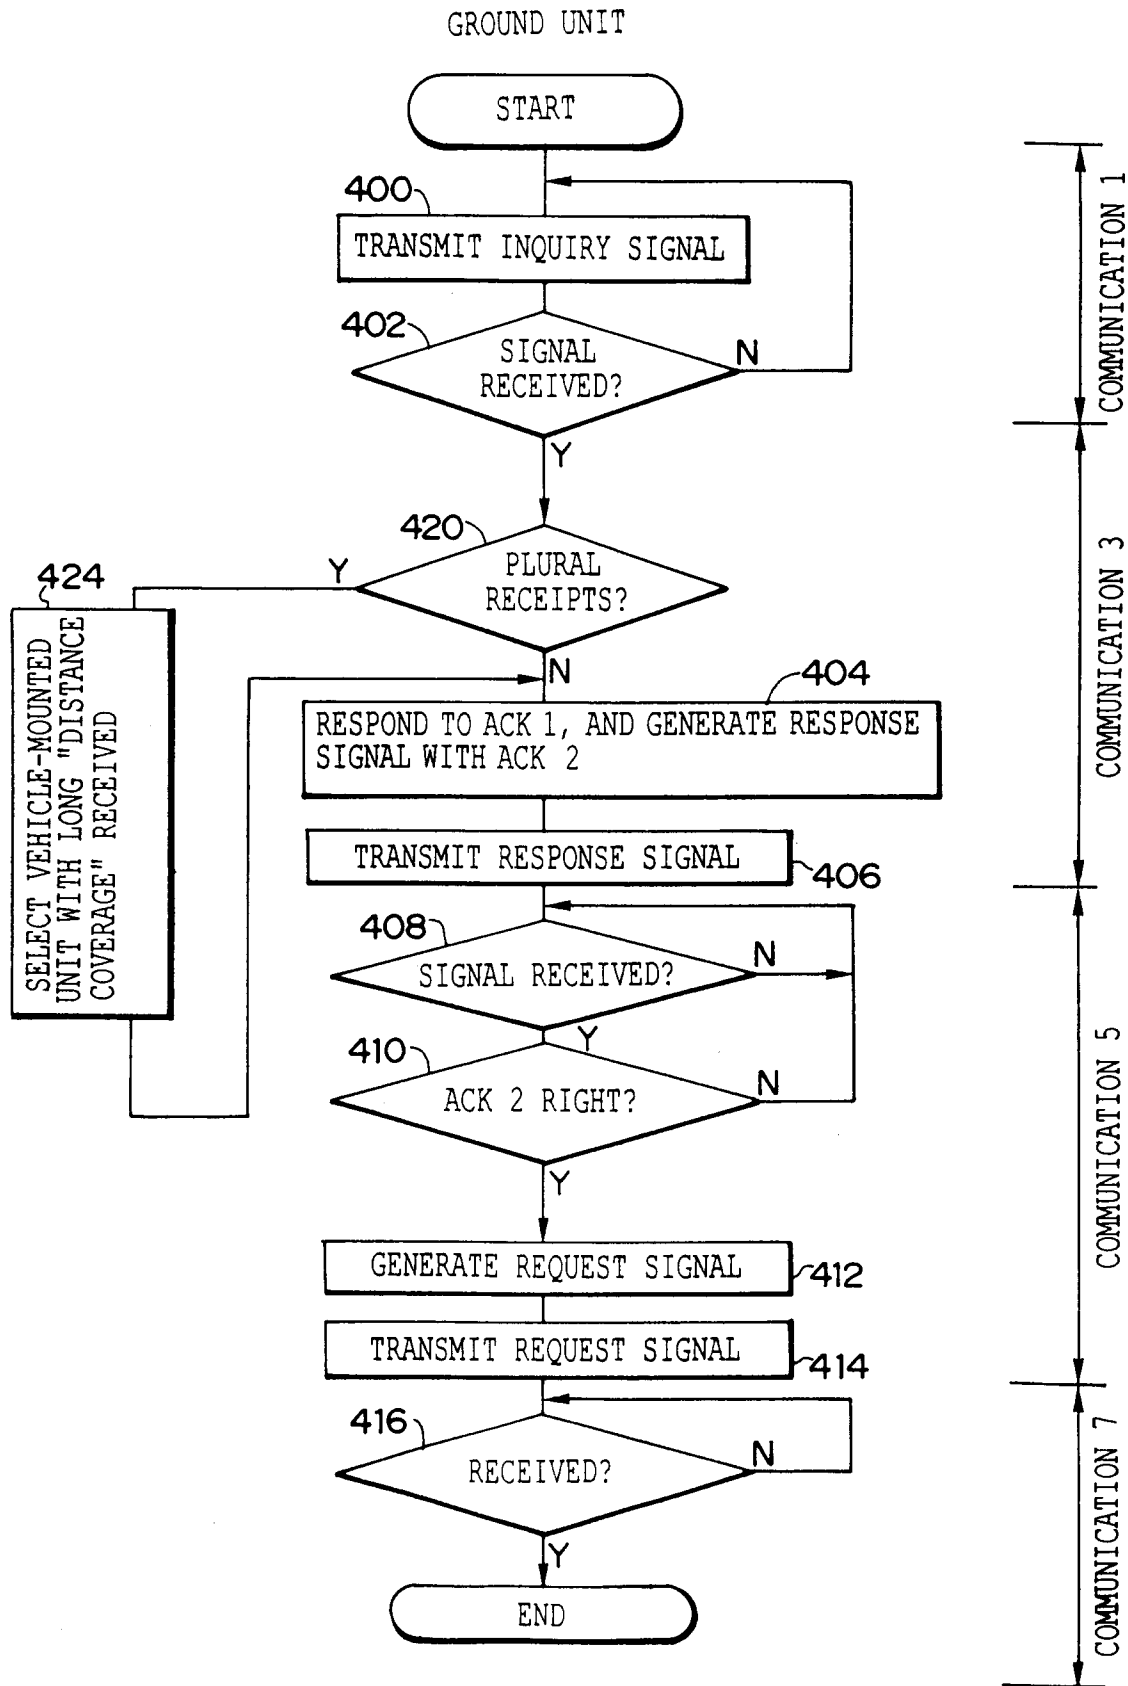 GROUND UNIT
START
400
TRANSMIT INQUIRY SIGNAL
402
SIGNAL
RECEIVED?
N
Y
COMMUNICATION 1
420
PLURAL
RECEIPTS?
Y
N
424
SELECT VEHICLE-MOUNTED
UNIT WITH LONG "DISTANCE
COVERAGE" RECEIVED
404
RESPOND TO ACK 1, AND GENERATE RESPONSE
SIGNAL WITH ACK 2
TRANSMIT RESPONSE SIGNAL
406
COMMUNICATION 3
408
SIGNAL RECEIVED?
N
Y
410
ACK 2 RIGHT?
N
Y
GENERATE REQUEST SIGNAL
412
TRANSMIT REQUEST SIGNAL
414
COMMUNICATION 5
416
RECEIVED?
N
Y
END
COMMUNICATION 7